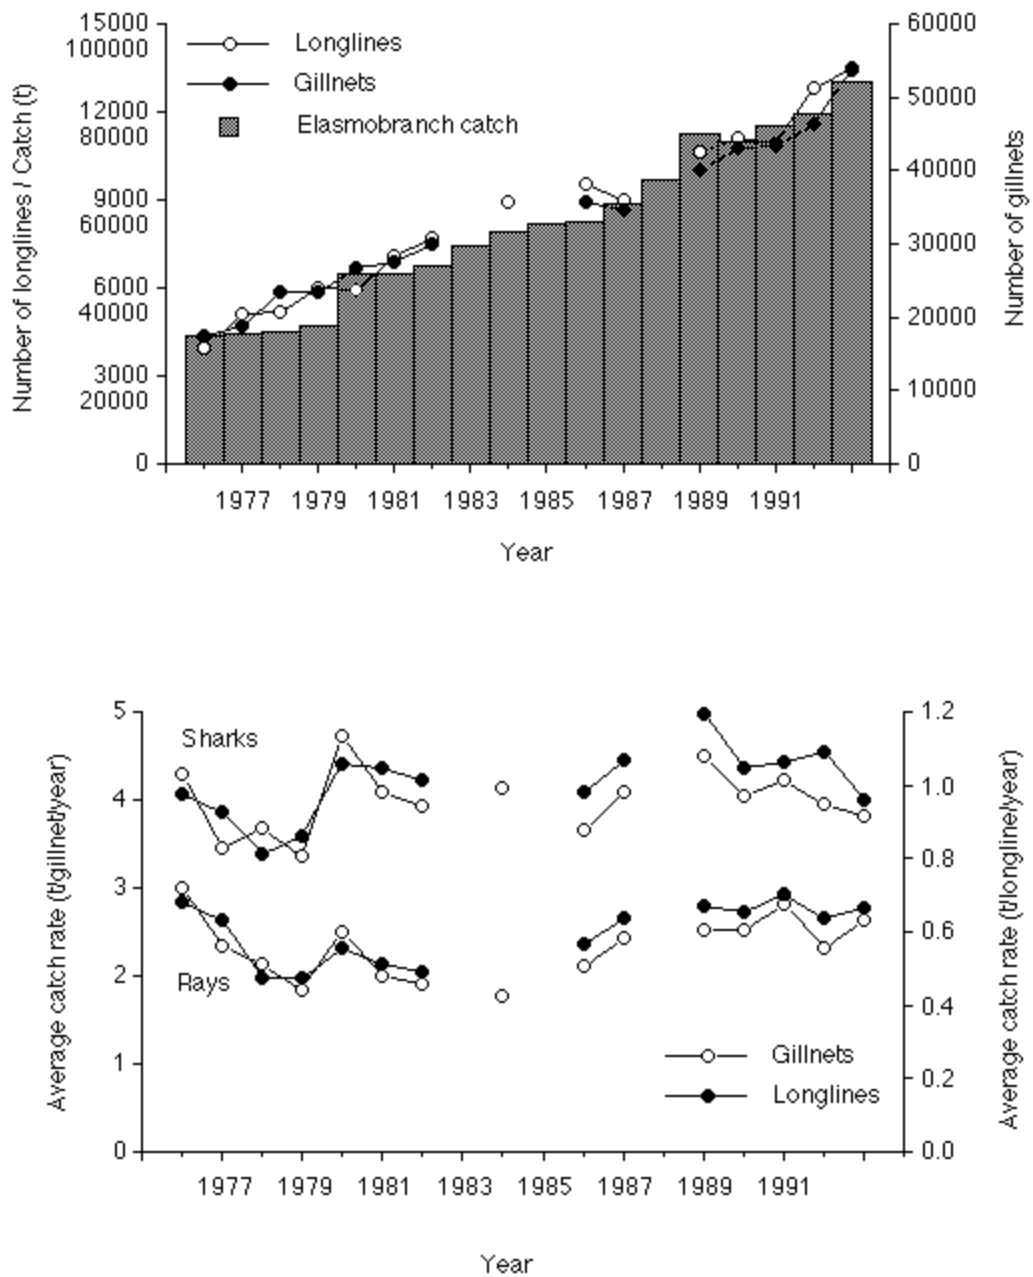 15000
100000
60000
Longlines
Gillnets
Elasmobranch catch
12000
80000
50000
9000
60000
40000
30000
6000
40000
20000
3000
20000
10000
0
0
Number of longlines / Catch (t)
Number of gillnets
1977 1979 1981 1983 1985 1987 1989 1991
Year
5
1.2
Sharks
4
1.0
0.8
3
0.6
2
Rays
0.4
1
0.2
0
0.0
Gillnets
Longlines
Average catch rate (t/gillnet/year)
Average catch rate (t/longline/year)
1977 1979 1981 1983 1985 1987 1989 1991
Year